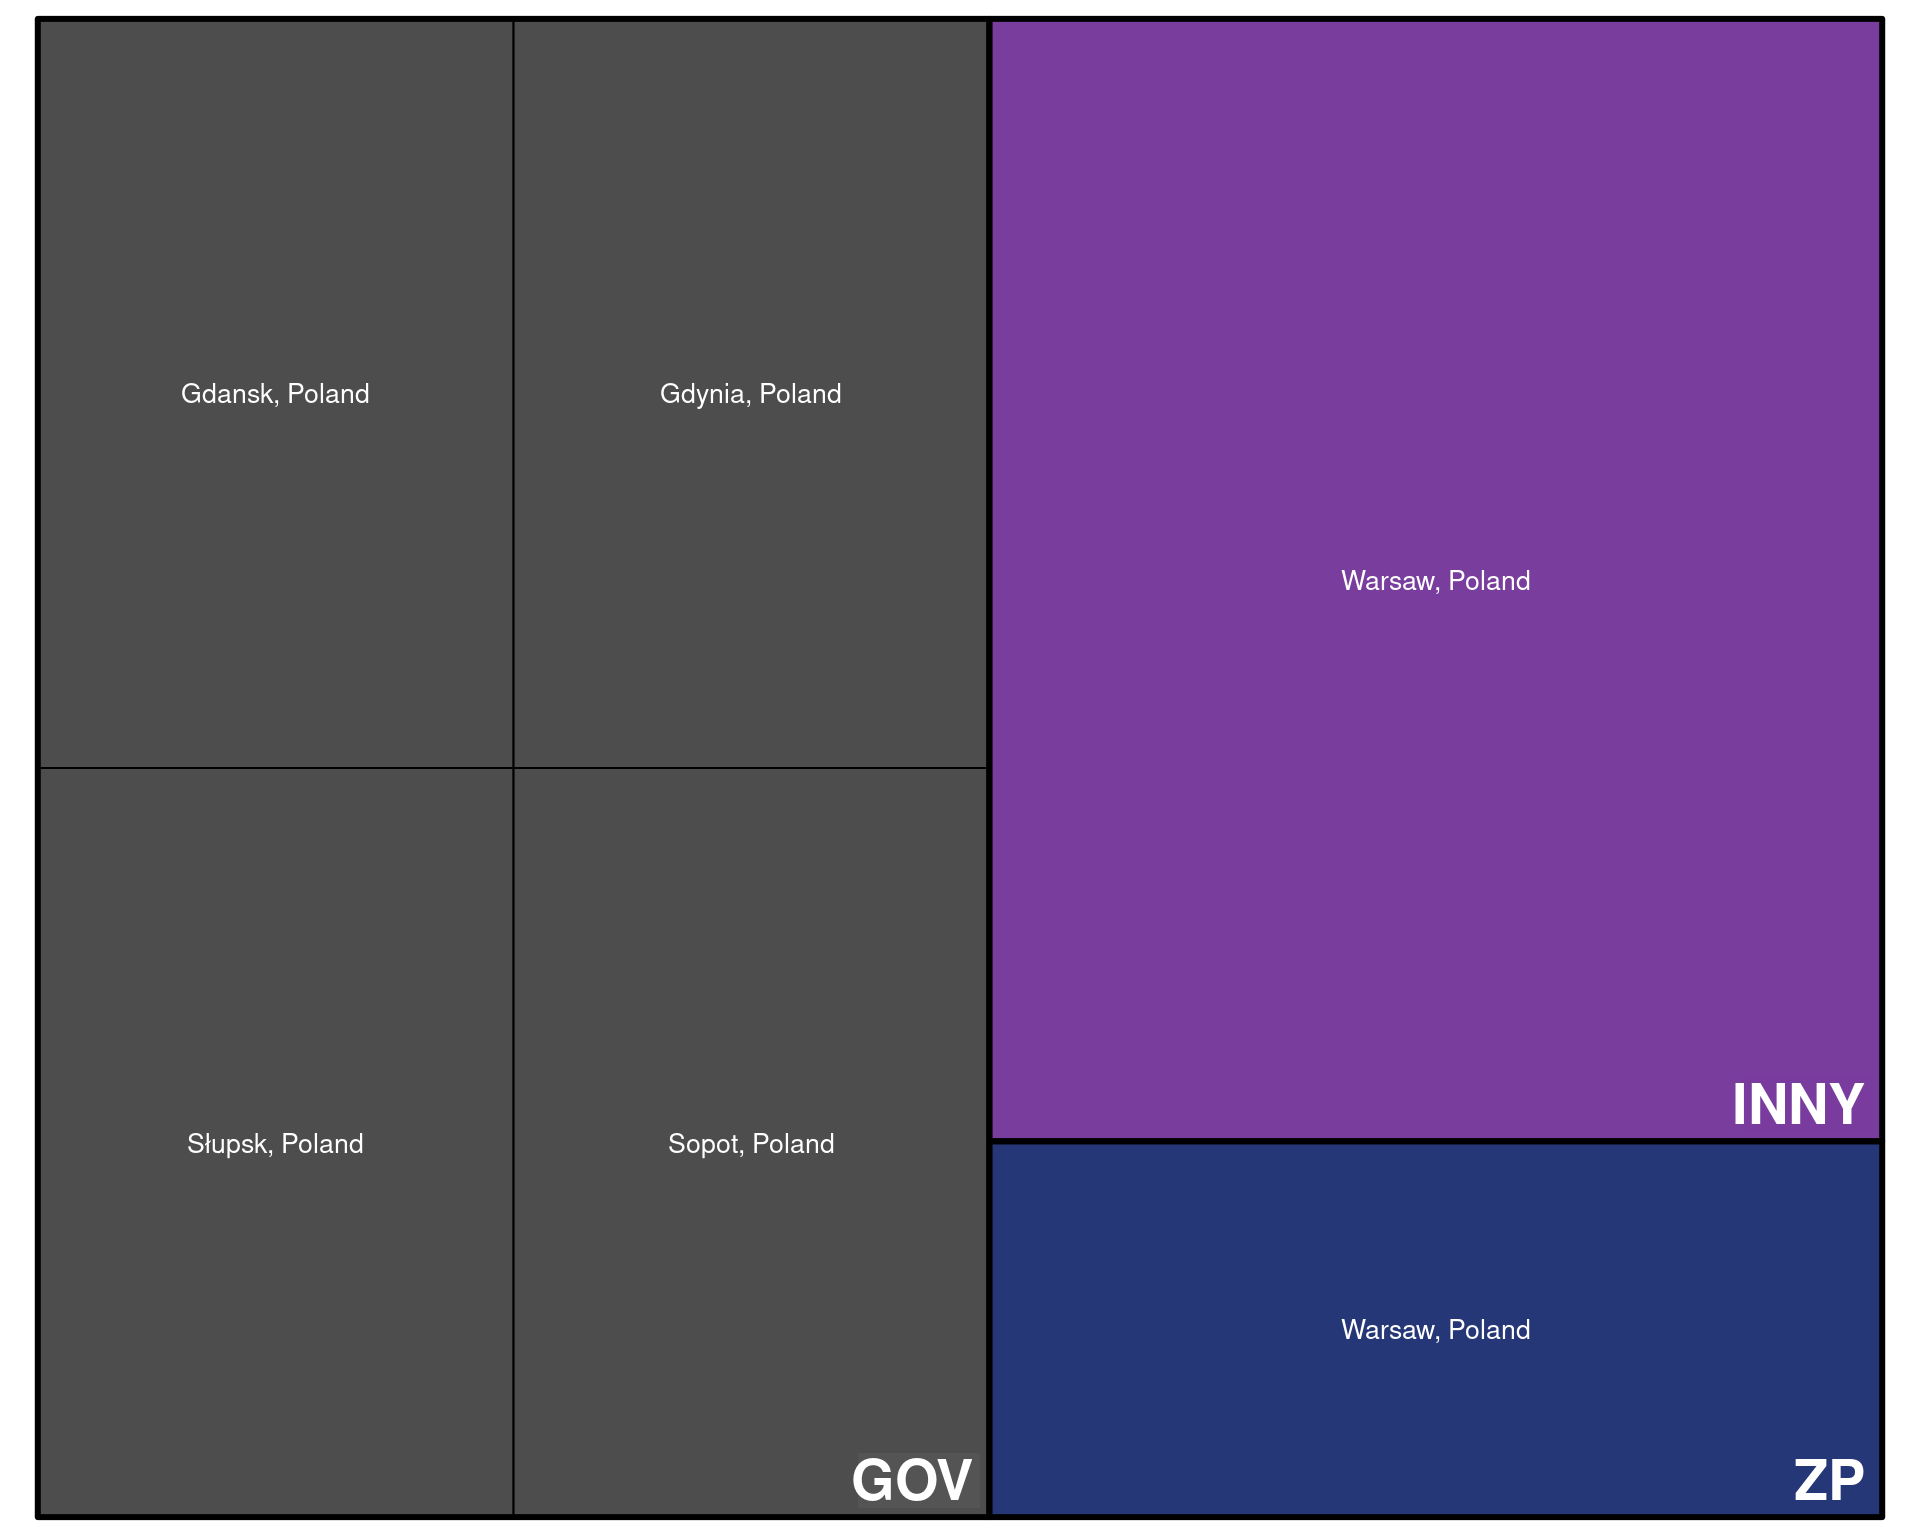 Gdansk, Poland
Gdynia, Poland
Słupsk, Poland
Sopot, Poland
GOV
Warsaw, Poland
INNY
Warsaw, Poland
ZP